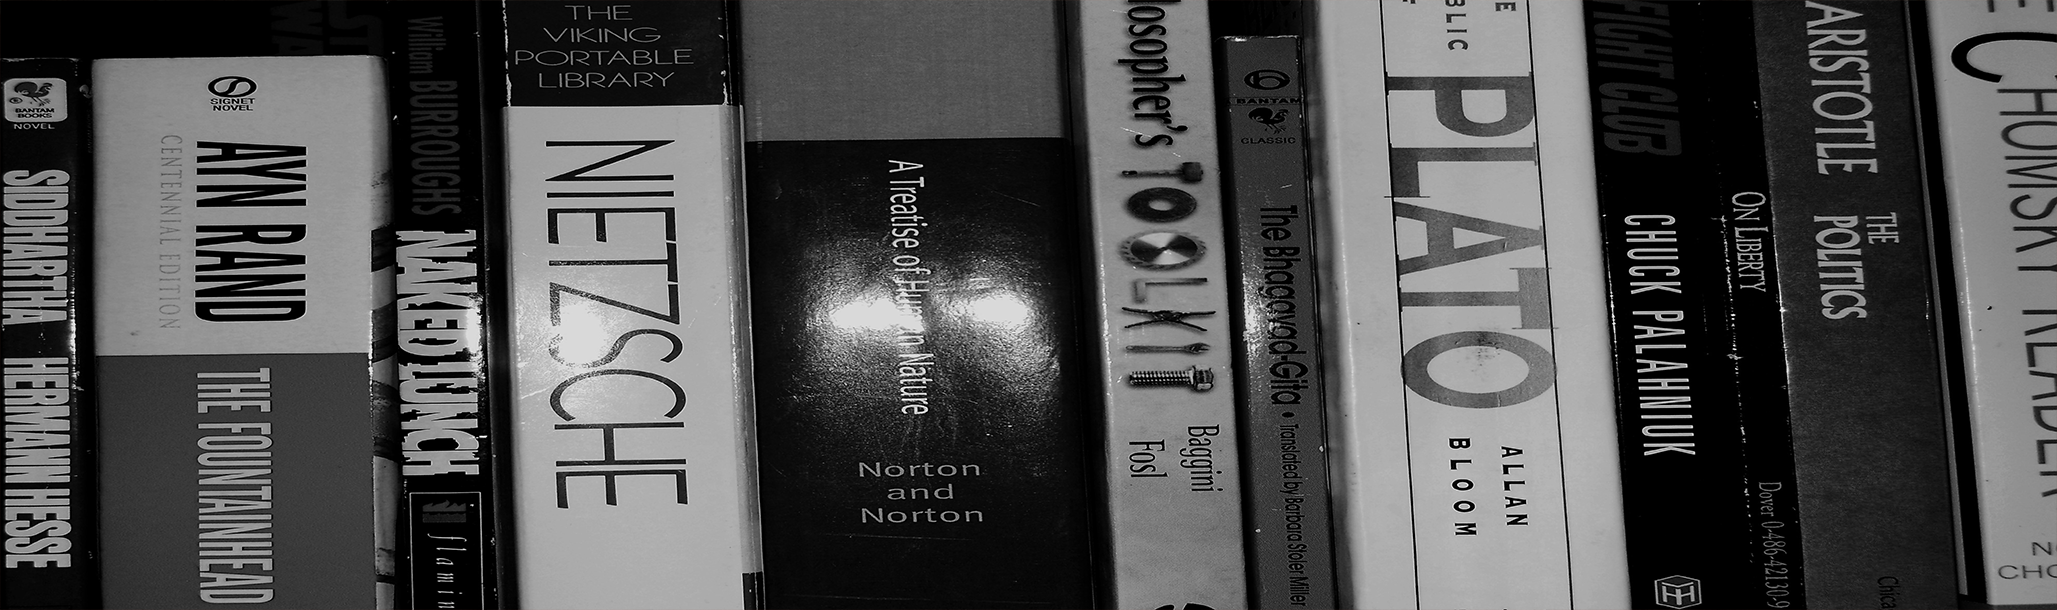 BANTAM
BOOKS
NOVEL
SIDDHARTHA HERMANN HESSE
SIGNET
NOVEL
AYN RAND
CENTENNIAL EDITION
THE FOUNTAINHEAD
William BURROUGHS
NAKED LUNCH
THE
VIKING
PORTABLE
LIBRARY
NIETZSCHE
A Treatise of Human Nature
Norton
and
Norton
losopher's
TOOLKIT
Baggini
Fosl
BANTAM
CLASSIC
The Bhagavad-Gita • Translated by Barbara Stoler Miller
BLIC
PLATO
ALLAN
BLOOM
FIGHT CLUB
CHUCK PALAHNIUK
ON LIBERTY
Dover 0-486-42130-9
ARISTOTLE
THE
POLITICS
Chica
CHOMSKY READER